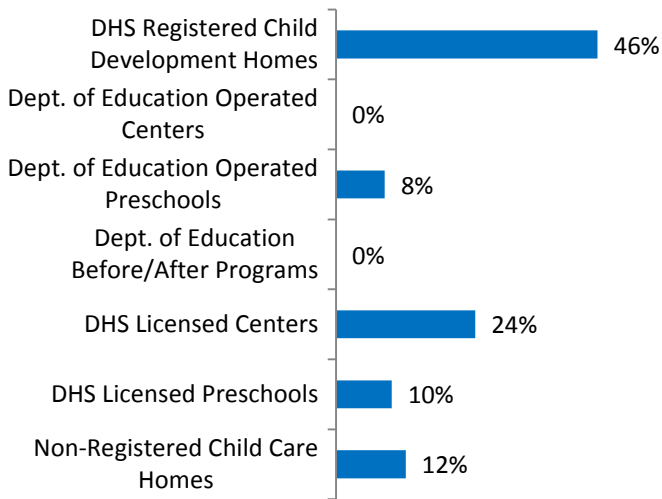 DHS Registered Child
Development Homes
46%
Dept. of Education Operated
Centers
0%
Dept. of Education Operated
Preschools
8%
Dept. of Education
Before/After Programs
0%
DHS Licensed Centers
24%
DHS Licensed Preschools
10%
Non-Registered Child Care
Homes
12%